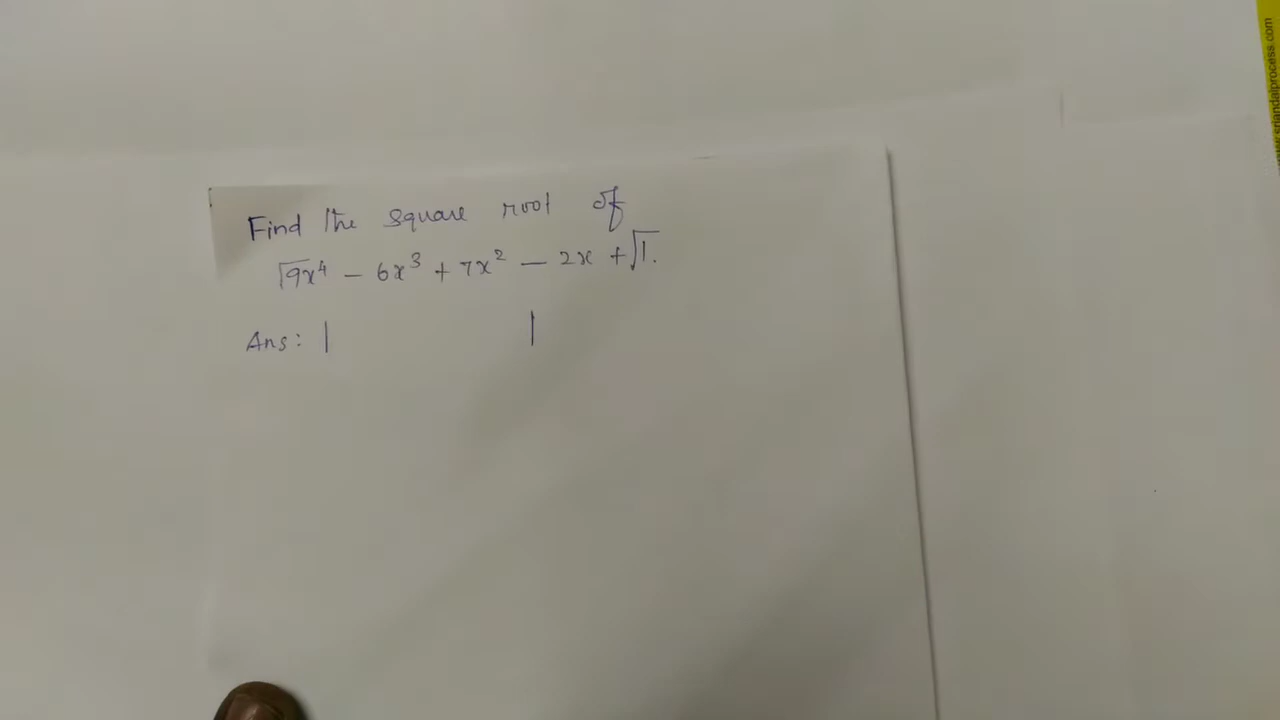 Find the square root of
√9x⁴ − 6x³ + 7x² − 2x + √1.
Ans: |                    |